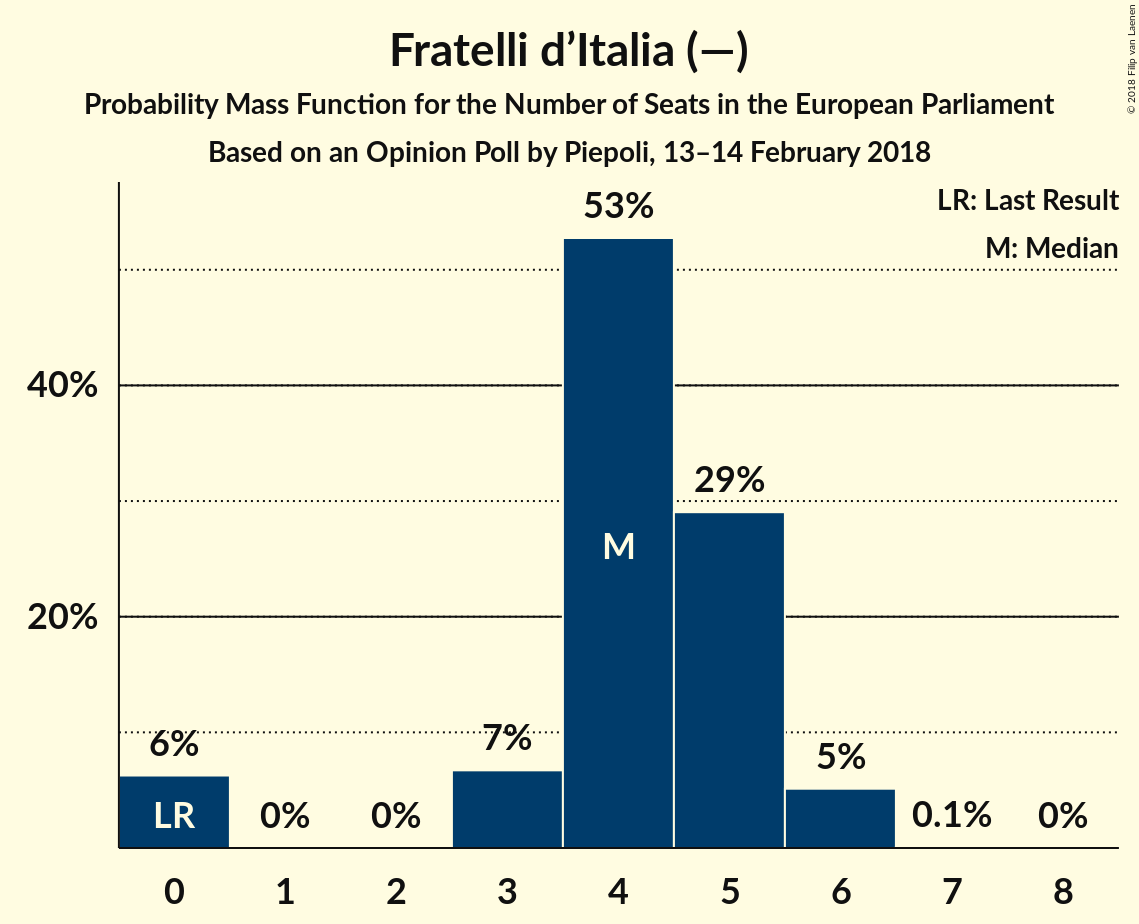 Fratelli d’Italia (—)
Probability Mass Function for the Number of Seats in the European Parliament
Based on an Opinion Poll by Piepoli, 13–14 February 2018
© 2018 Filip van Laenen
LR: Last Result
M: Median
53%
40%
29%
M
20%
6%
7%
5%
LR
0%
0%
0.1%
0%
0 1 2 3 4 5 6 7 8